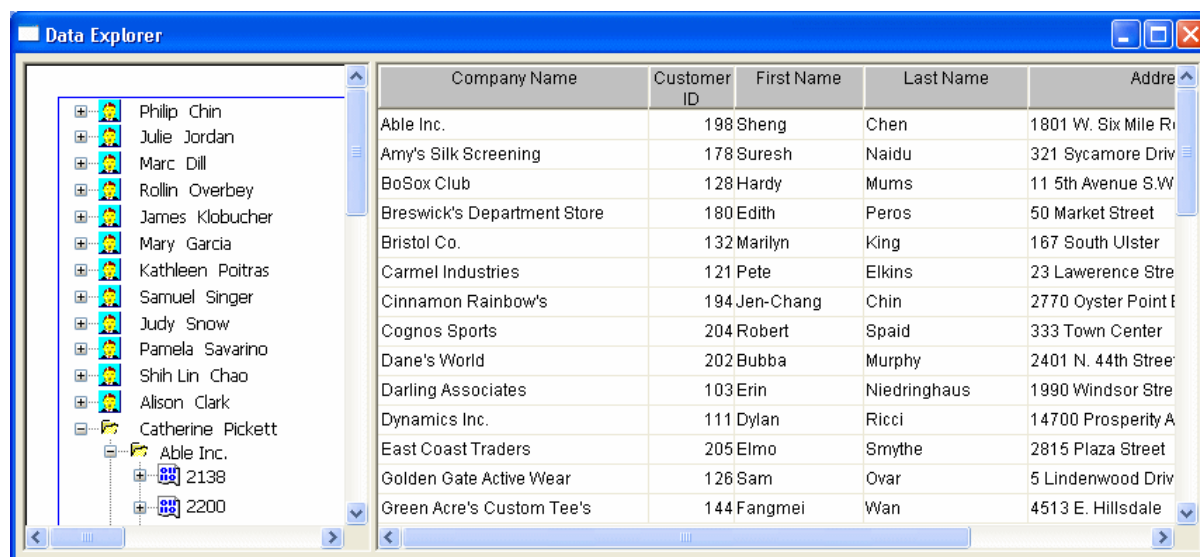 Data Explorer
Philip Chin
Julie Jordan
Marc Dill
Rollin Overbey
James Klobucher
Mary Garcia
Kathleen Poitras
Samuel Singer
Judy Snow
Pamela Savarino
Shih Lin Chao
Alison Clark
Catherine Pickett
Able Inc.
2138
2200
Company Name Customer ID First Name Last Name Addre
Able Inc. 198 Sheng Chen 1801 W. Six Mile R
Amy's Silk Screening 178 Suresh Naidu 321 Sycamore Driv
BoSox Club 128 Hardy Mums 11 5th Avenue S.W
Breswick's Department Store 180 Edith Peros 50 Market Street
Bristol Co. 132 Marilyn King 167 South Ulster
Carmel Industries 121 Pete Elkins 23 Lawerence Stre
Cinnamon Rainbow's 194 Jen-Chang Chin 2770 Oyster Point
Cognos Sports 204 Robert Spaid 333 Town Center
Dane's World 202 Bubba Murphy 2401 N. 44th Stree
Darling Associates 103 Erin Niedringhaus 1990 Windsor Stre
Dynamics Inc. 111 Dylan Ricci 14700 Prosperity A
East Coast Traders 205 Elmo Smythe 2815 Plaza Street
Golden Gate Active Wear 126 Sam Ovar 5 Lindenwood Driv
Green Acre's Custom Tee's 144 Fangmei Wan 4513 E. Hillsdale